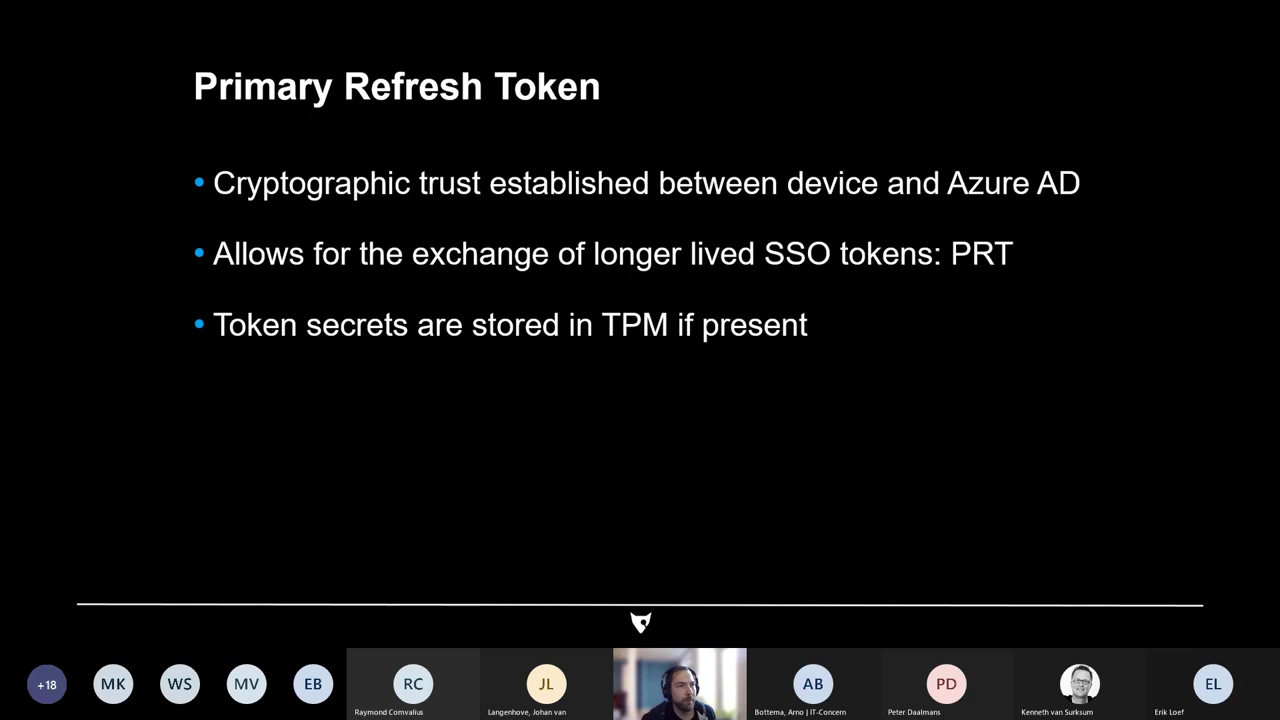 Primary Refresh Token
• Cryptographic trust established between device and Azure AD
• Allows for the exchange of longer lived SSO tokens: PRT
• Token secrets are stored in TPM if present
+18
MK
WS
MV
EB
RC
JL
AB
PD
EL
Raymond Comvalius
Langenhove, Johan van
Bottema, Arno | IT-Concern
Peter Daalmans
Kenneth van Surksum
Erik Loef